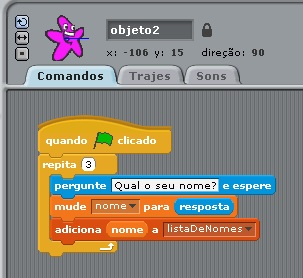 objeto2
x: -106 y: 15 direção: 90
Comandos Trajes Sons
quando clicado
repita 3
pergunte Qual o seu nome? e espere
mude nome para resposta
adiciona nome a listaDeNomes